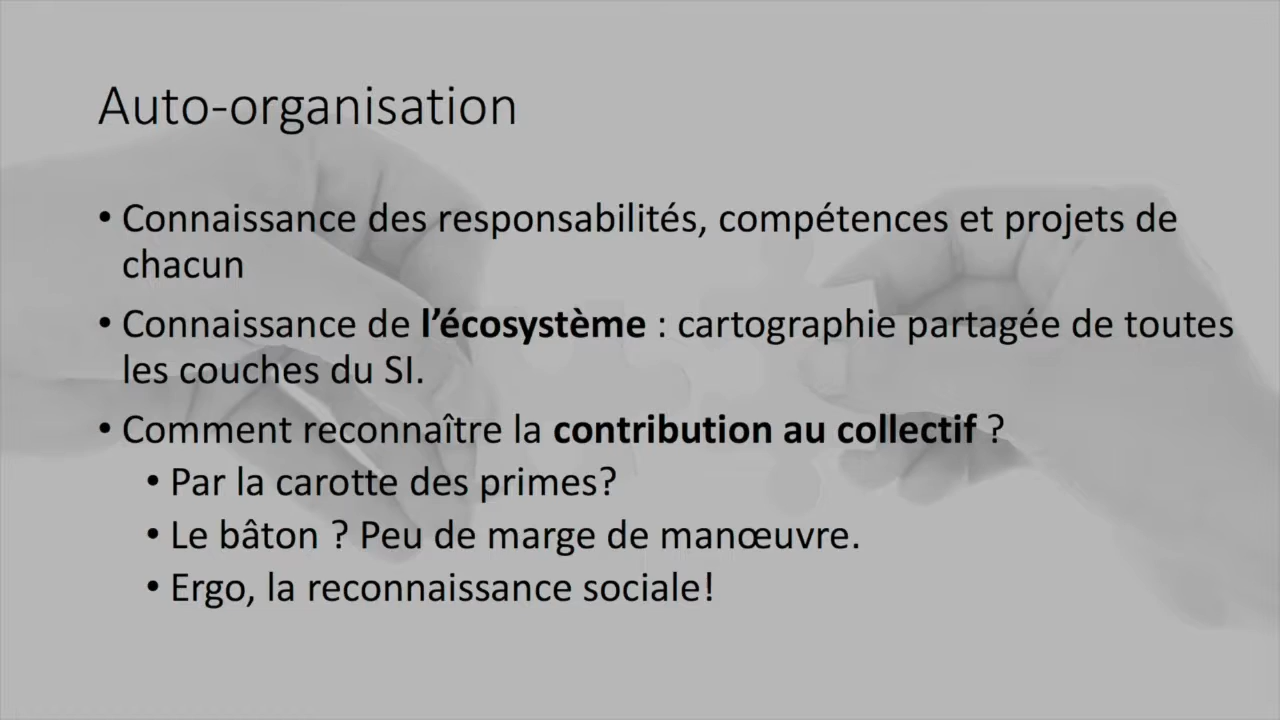 Auto-organisation
• Connaissance des responsabilités, compétences et projets de
chacun
• Connaissance de l’écosystème : cartographie partagée de toutes
les couches du SI.
• Comment reconnaître la contribution au collectif ?
• Par la carotte des primes?
• Le bâton ? Peu de marge de manœuvre.
• Ergo, la reconnaissance sociale!